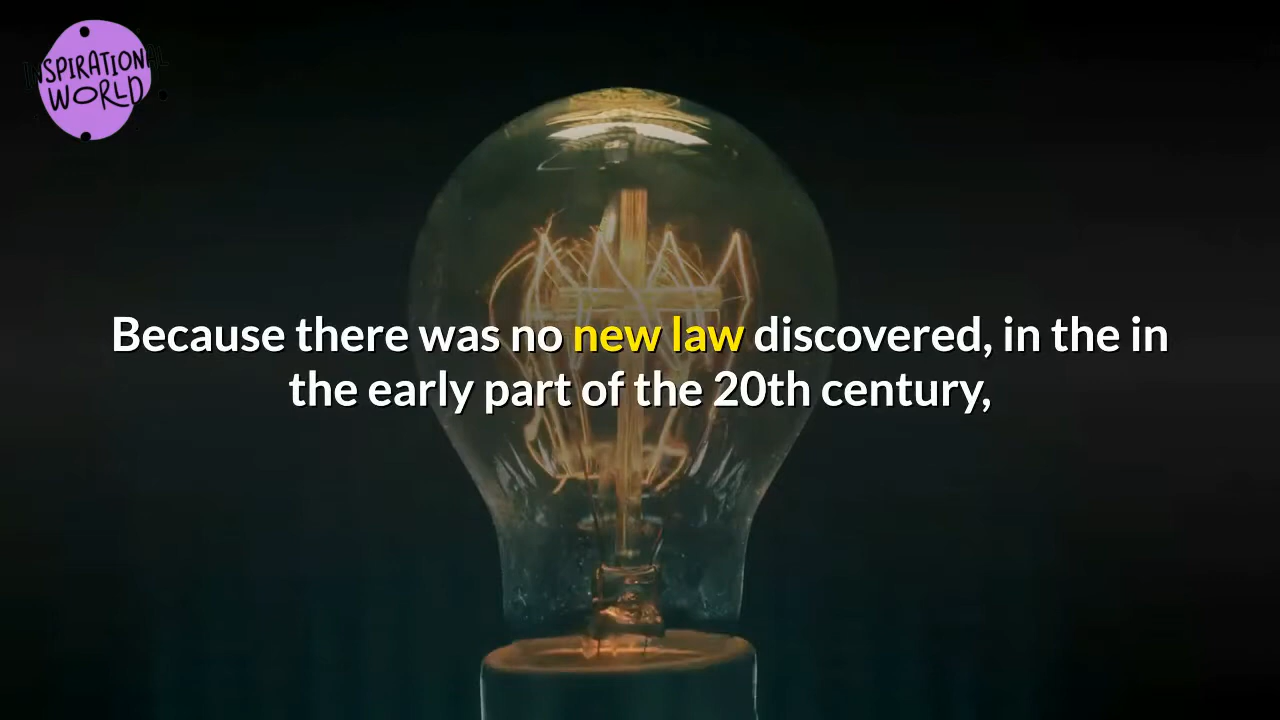 INSPIRATIONAL
WORLD
Because there was no new law discovered, in the in
the early part of the 20th century,